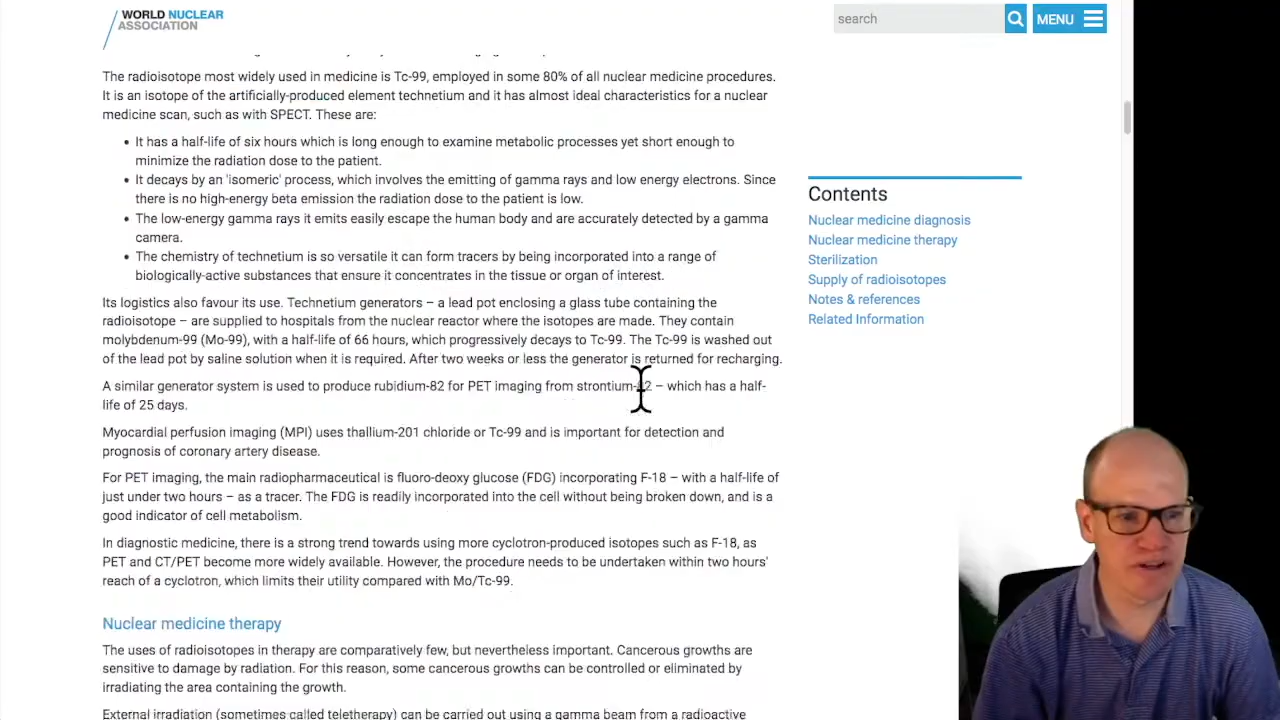 WORLD NUCLEAR
ASSOCIATION
search
MENU
The radioisotope most widely used in medicine is Tc-99, employed in some 80% of all nuclear medicine procedures.
It is an isotope of the artificially-produced element technetium and it has almost ideal characteristics for a nuclear
medicine scan, such as with SPECT. These are:
It has a half-life of six hours which is long enough to examine metabolic processes yet short enough to
minimize the radiation dose to the patient.
It decays by an 'isomeric' process, which involves the emitting of gamma rays and low energy electrons. Since
there is no high-energy beta emission the radiation dose to the patient is low.
The low-energy gamma rays it emits easily escape the human body and are accurately detected by a gamma
camera.
The chemistry of technetium is so versatile it can form tracers by being incorporated into a range of
biologically-active substances that ensure it concentrates in the tissue or organ of interest.
Its logistics also favour its use. Technetium generators – a lead pot enclosing a glass tube containing the
radioisotope – are supplied to hospitals from the nuclear reactor where the isotopes are made. They contain
molybdenum-99 (Mo-99), with a half-life of 66 hours, which progressively decays to Tc-99. The Tc-99 is washed out
of the lead pot by saline solution when it is required. After two weeks or less the generator is returned for recharging.
A similar generator system is used to produce rubidium-82 for PET imaging from strontium-82 – which has a half-
life of 25 days.
Myocardial perfusion imaging (MPI) uses thallium-201 chloride or Tc-99 and is important for detection and
prognosis of coronary artery disease.
For PET imaging, the main radiopharmaceutical is fluoro-deoxy glucose (FDG) incorporating F-18 – with a half-life of
just under two hours – as a tracer. The FDG is readily incorporated into the cell without being broken down, and is a
good indicator of cell metabolism.
In diagnostic medicine, there is a strong trend towards using more cyclotron-produced isotopes such as F-18, as
PET and CT/PET become more widely available. However, the procedure needs to be undertaken within two hours'
reach of a cyclotron, which limits their utility compared with Mo/Tc-99.
Nuclear medicine therapy
The uses of radioisotopes in therapy are comparatively few, but nevertheless important. Cancerous growths are
sensitive to damage by radiation. For this reason, some cancerous growths can be controlled or eliminated by
irradiating the area containing the growth.
External irradiation (sometimes called teletherapy) can be carried out using a gamma beam from a radioactive
Contents
Nuclear medicine diagnosis
Nuclear medicine therapy
Sterilization
Supply of radioisotopes
Notes & references
Related Information